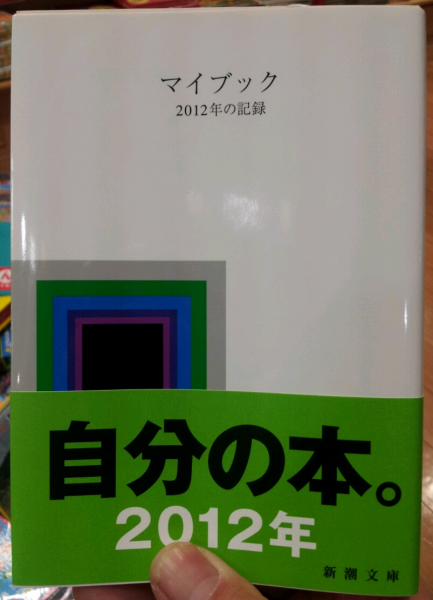 マイブック
2012年の記録
自分の本。
2012年
新潮文庫